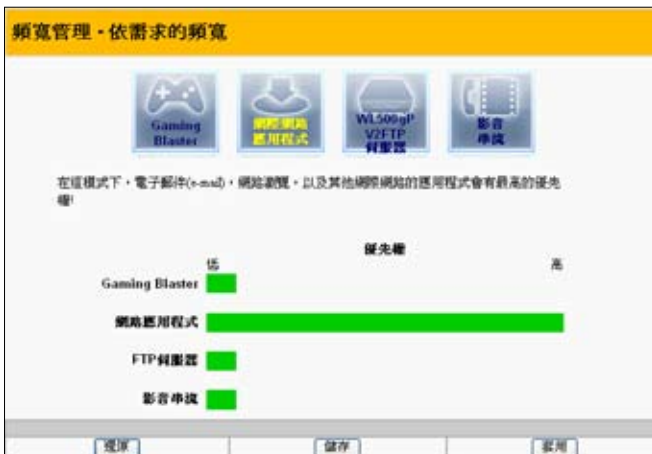 頻寬管理 - 依需求的頻寬
Gaming
Blaster
網際網路
應用程式
WL500gP
V2FTP
伺服器
影音
串流
在這模式下，電子郵件(e-mail)，網路瀏覽，以及其他網際網路的應用程式會有最高的優先
權!
優先權
低
高
Gaming Blaster
網路應用程式
FTP伺服器
影音串流
還原
儲存
套用